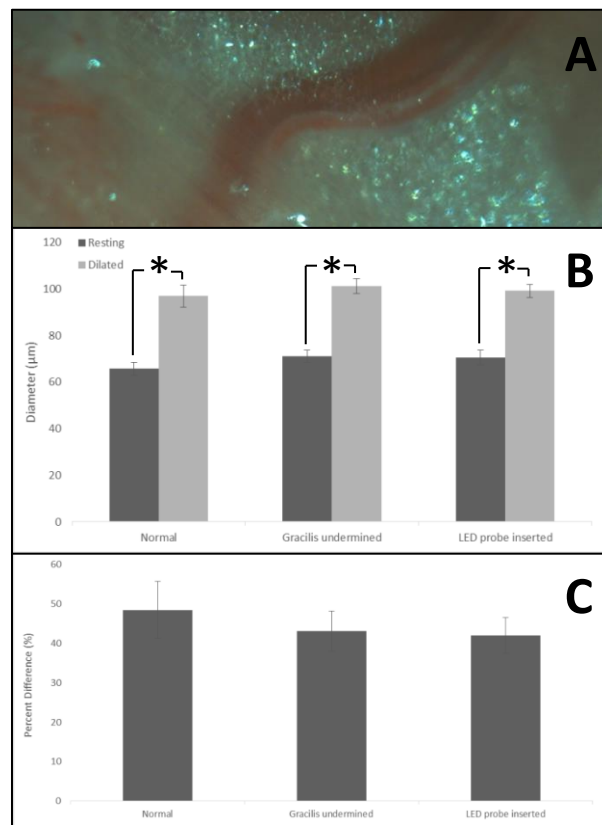 A
B
Resting
Dilated
120
100
80
60
40
20
0
Diameter (µm)
* * *
Normal Gracilis undermined LED probe inserted
C
60
50
40
30
20
10
0
Percent Difference (%)
Normal Gracilis undermined LED probe inserted